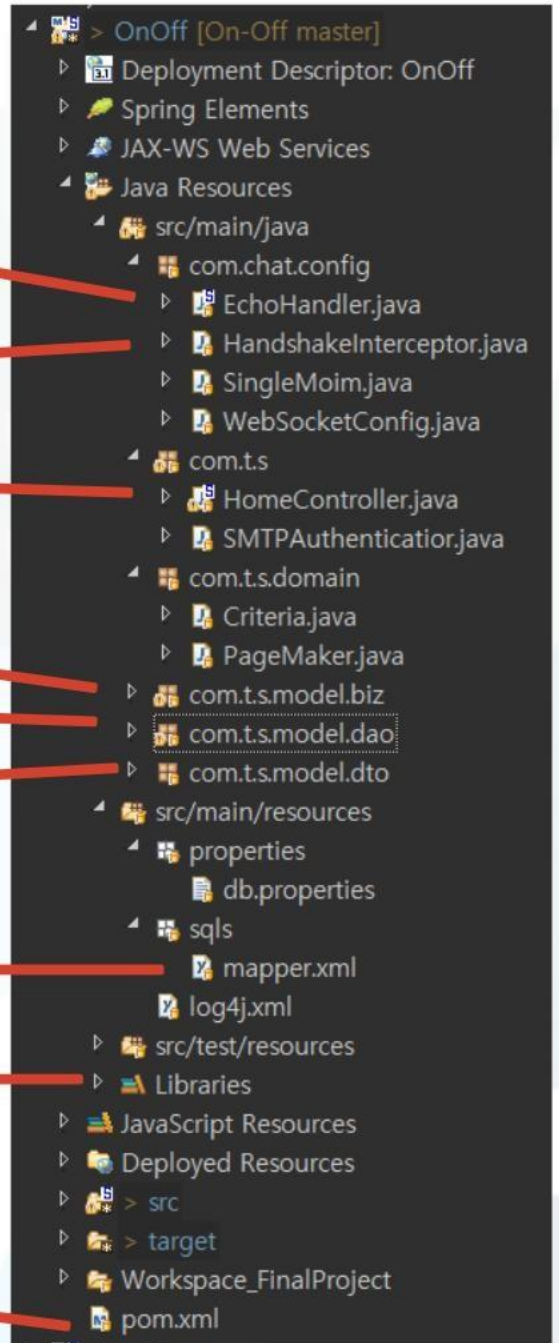 > OnOff [On-Off master]
Deployment Descriptor: OnOff
Spring Elements
JAX-WS Web Services
Java Resources
src/main/java
com.chat.config
EchoHandler.java
HandshakeInterceptor.java
SingleMoim.java
WebSocketConfig.java
com.t.s
HomeController.java
SMTPAuthenticatior.java
com.t.s.domain
Criteria.java
PageMaker.java
com.t.s.model.biz
com.t.s.model.dao
com.t.s.model.dto
src/main/resources
properties
db.properties
sqls
mapper.xml
log4j.xml
src/test/resources
Libraries
JavaScript Resources
Deployed Resources
> src
> target
Workspace_FinalProject
pom.xml